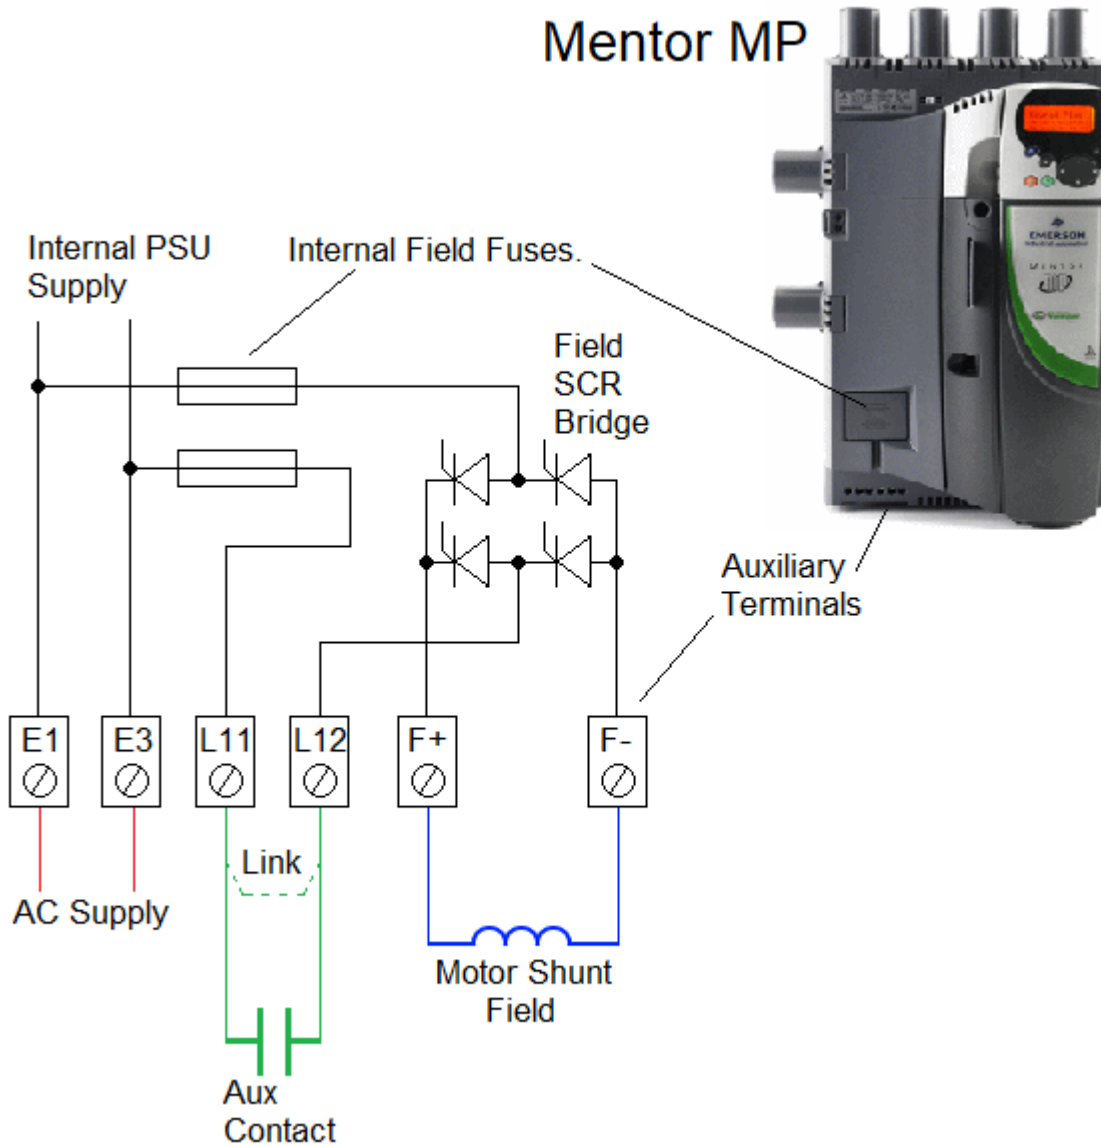 Mentor MP
Internal PSU
Supply
Internal Field Fuses.
EMERSON
MENTOR
Field
SCR
Bridge
Auxiliary
Terminals
E1
E3
L11
L12
F+
F-
Link
AC Supply
Motor Shunt
Field
Aux
Contact